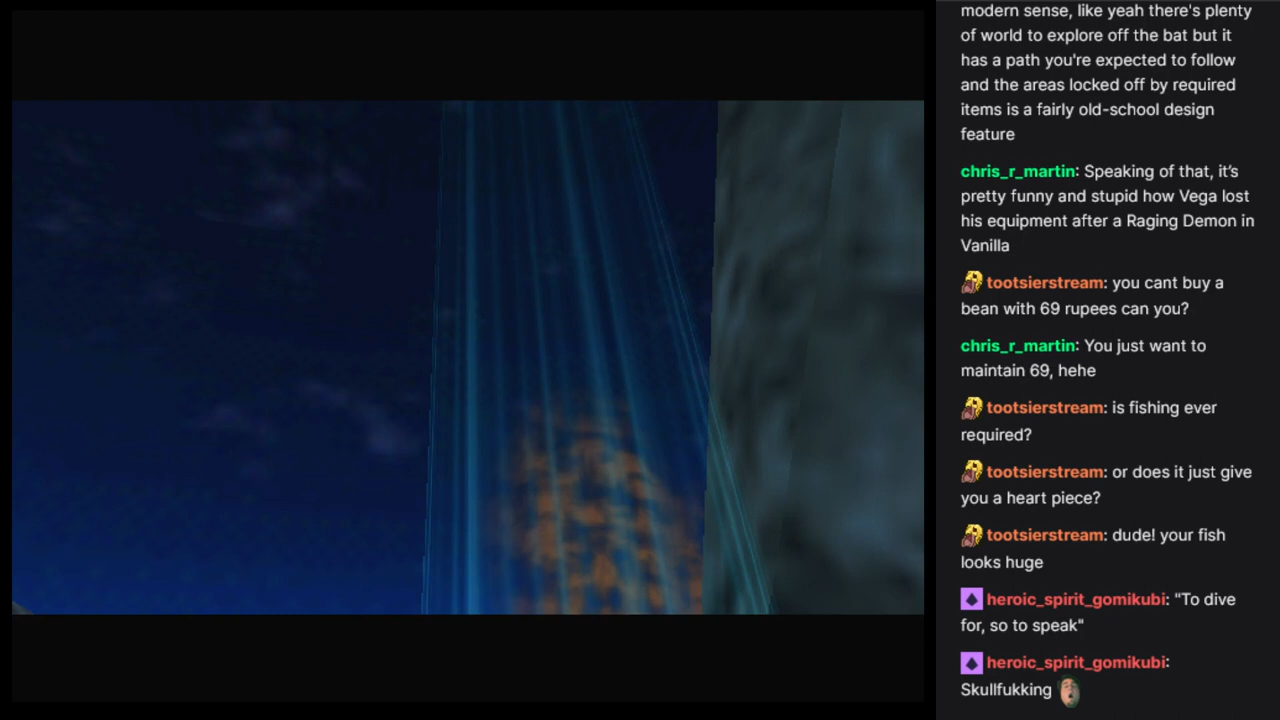 modern sense, like yeah there's plenty
of world to explore off the bat but it
has a path you're expected to follow
and the areas locked off by required
items is a fairly old-school design
feature
chris_r_martin: Speaking of that, it’s
pretty funny and stupid how Vega lost
his equipment after a Raging Demon in
Vanilla
tootsierstream: you cant buy a
bean with 69 rupees can you?
chris_r_martin: You just want to
maintain 69, hehe
tootsierstream: is fishing ever
required?
tootsierstream: or does it just give
you a heart piece?
tootsierstream: dude! your fish
looks huge
heroic_spirit_gomikubi: "To dive
for, so to speak"
heroic_spirit_gomikubi:
Skullfukking